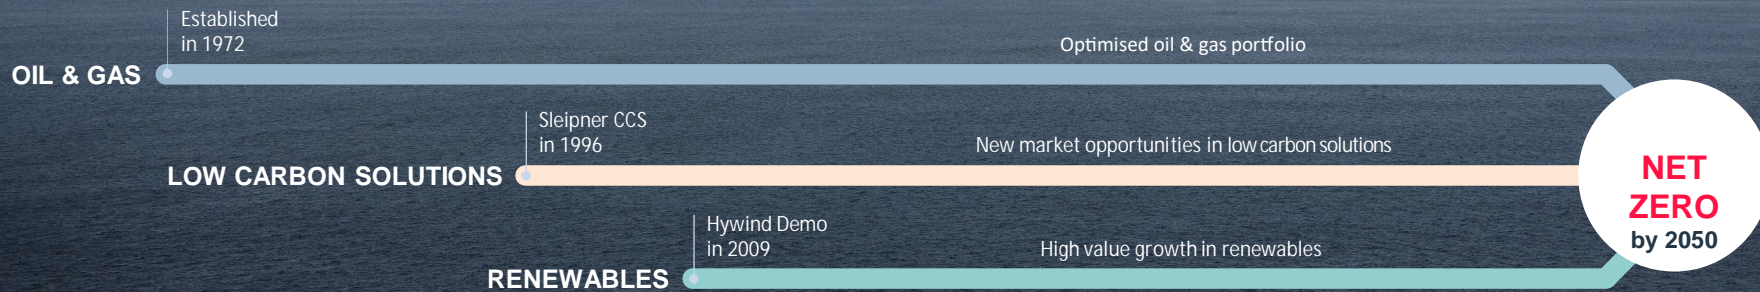 Established
in 1972
Optimised oil & gas portfolio
OIL & GAS
Sleipner CCS
in 1996
New market opportunities in low carbon solutions
LOW CARBON SOLUTIONS
Hywind Demo
in 2009
High value growth in renewables
RENEWABLES
NET
ZERO
by 2050